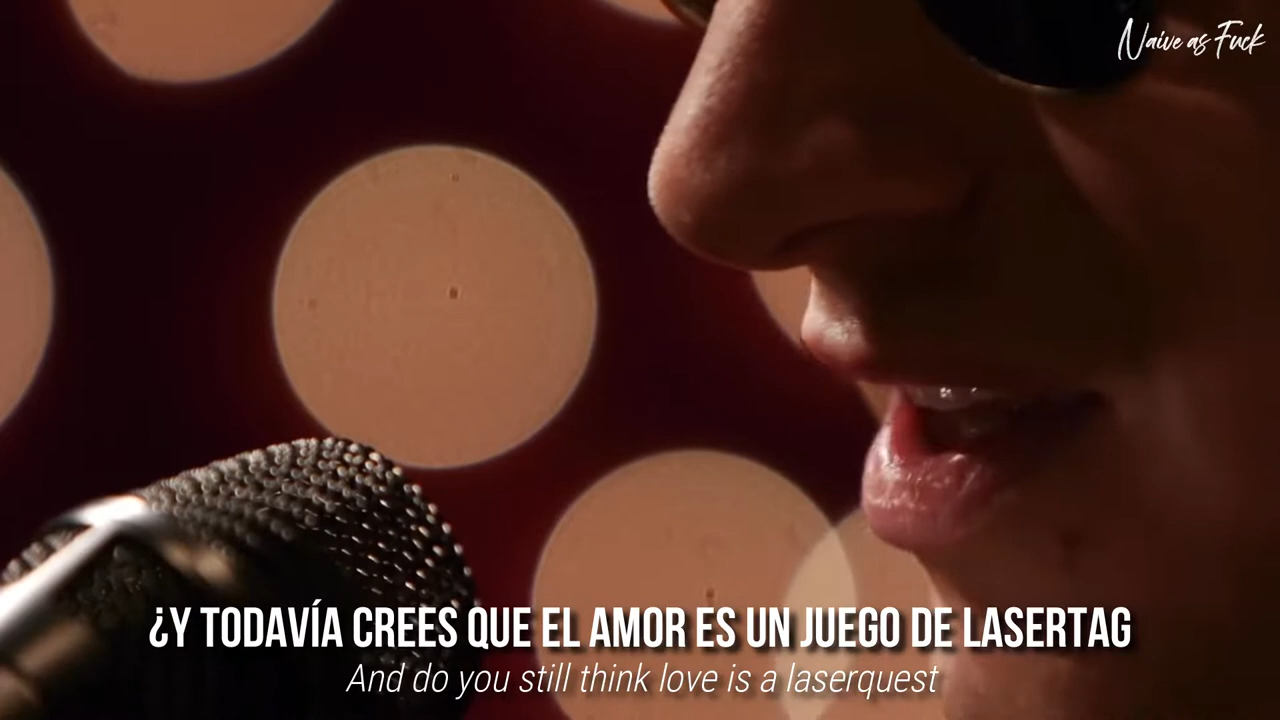 Naive as Fuck
¿Y TODAVÍA CREES QUE EL AMOR ES UN JUEGO DE LASERTAG
And do you still think love is a laserquest